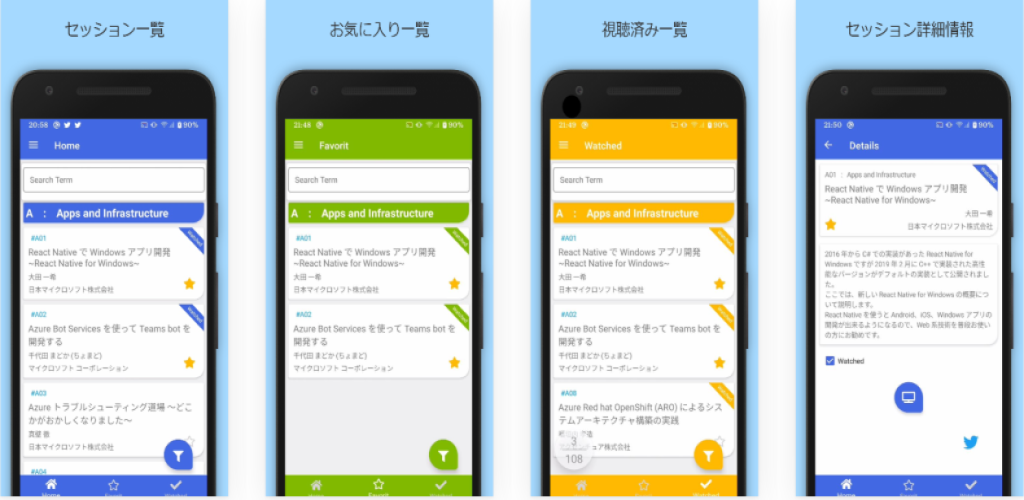 セッション一覧
20:58
90%
Home
Search Term
A : Apps and Infrastructure
#A01
Watched
React Native で Windows アプリ開発
~React Native for Windows~
大田 一希
日本マイクロソフト株式会社
#A02
Watched
Azure Bot Services を使って Teams bot を
開発する
千代田 まどか (ちょまど)
マイクロソフト コーポレーション
#A03
Azure トラブルシューティング道場 ～どこ
かがおかしくなりました～
真壁 徹
日本マイクロソフト株式会社
#A04
Home
Favorit
Watched
お気に入り一覧
21:48
90%
Favorit
Search Term
A : Apps and Infrastructure
#A01
Watched
React Native で Windows アプリ開発
~React Native for Windows~
大田 一希
日本マイクロソフト株式会社
#A02
Watched
Azure Bot Services を使って Teams bot を
開発する
千代田 まどか (ちょまど)
マイクロソフト コーポレーション
Home
Favorit
Watched
視聴済み一覧
21:49
90%
Watched
Search Term
A : Apps and Infrastructure
#A01
Watched
React Native で Windows アプリ開発
~React Native for Windows~
大田 一希
日本マイクロソフト株式会社
#A02
Watched
Azure Bot Services を使って Teams bot を
開発する
千代田 まどか (ちょまど)
マイクロソフト コーポレーション
#A08
Watched
Azure Red hat OpenShift (ARO) によるシス
テムアーキテクチャ構築の実践
3
108
株式会社
Home
Favorit
Watched
セッション詳細情報
21:50
90%
Details
A01 : Apps and Infrastructure
Watched
React Native で Windows アプリ開発
~React Native for Windows~
大田 一希
日本マイクロソフト株式会社
2016 年から C# での実装があった React Native for
Windows ですが 2019 年 2 月に C++ で実装された高性
能なバージョンがデフォルトの実装として公開されまし
た。
ここでは、新しい React Native for Windows の概要につ
いて説明します。
React Native を使うと Android、iOS、Windows アプリの
開発が出来るようになるので、Web 系技術を普段お使い
の方にお勧めです。
Watched
Home
Favorit
Watched